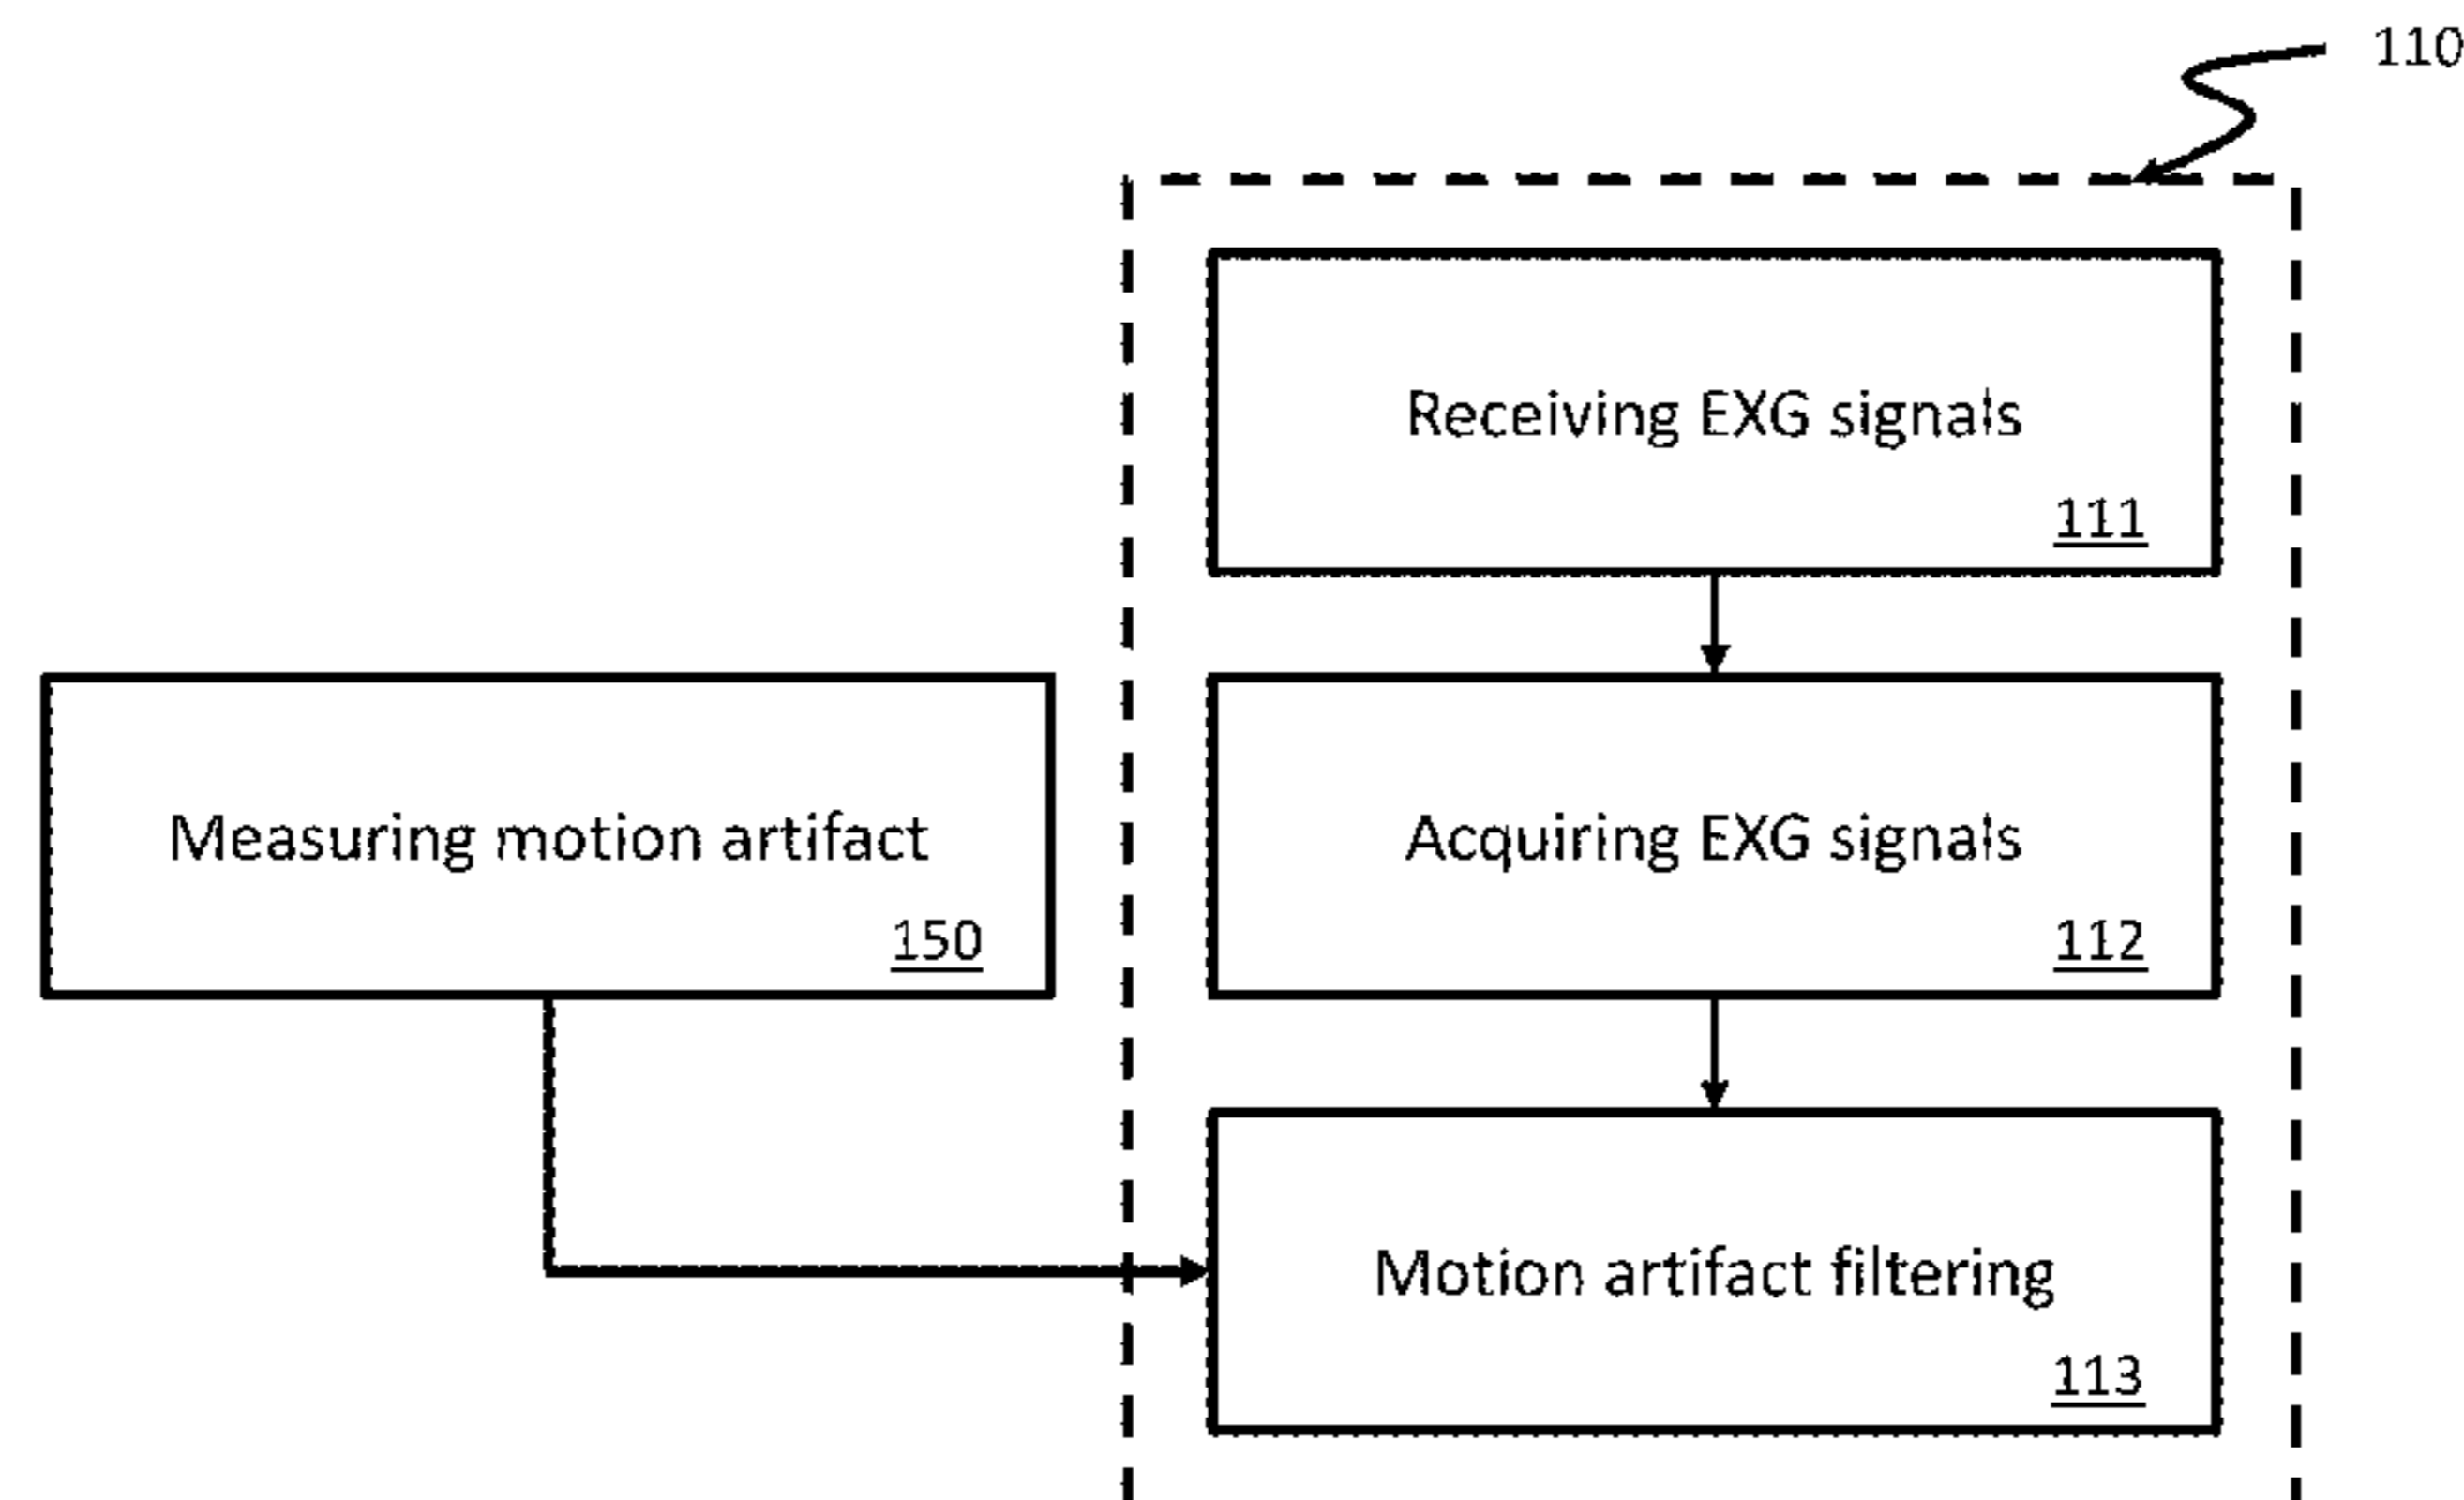 110
Receiving EXG signals
111
Measuring motion artifact
150
Acquiring EXG signals
112
Motion artifact filtering
113